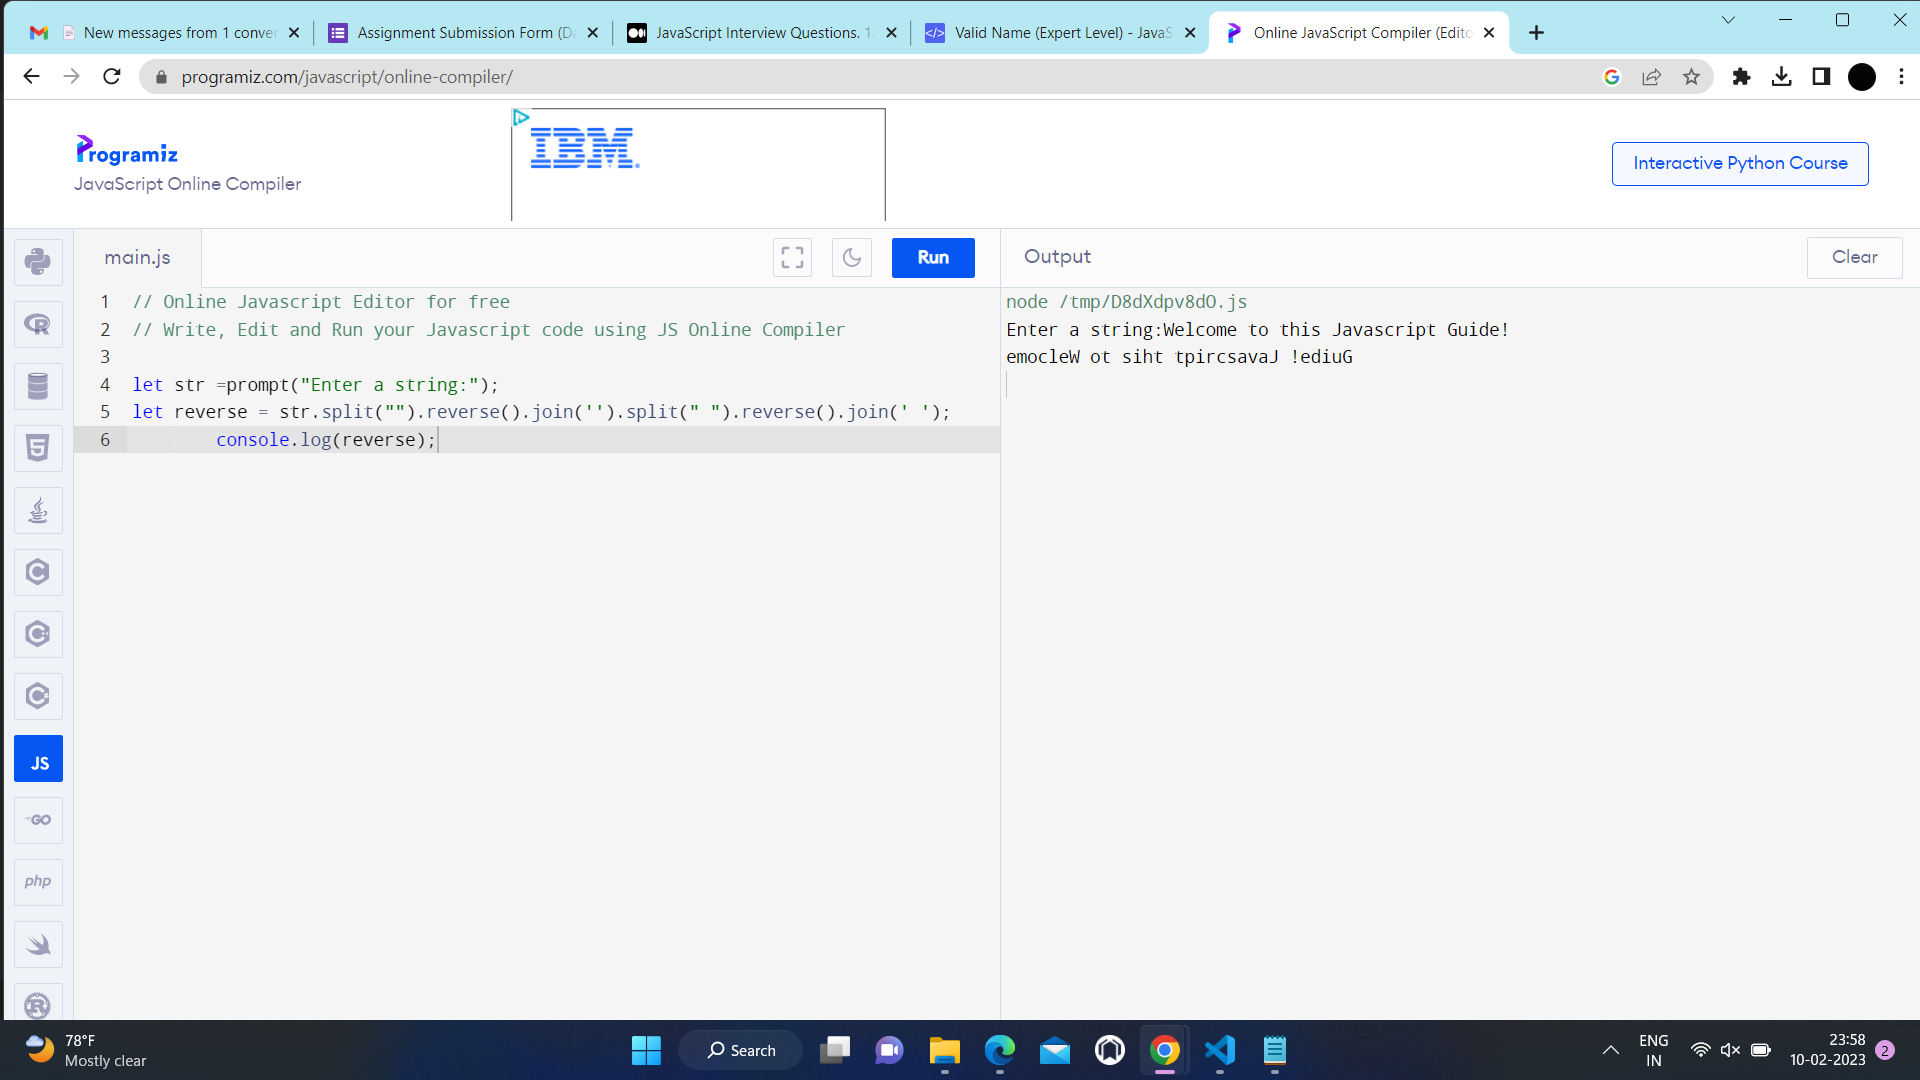 New messages from 1 conver
Assignment Submission Form (Da
JavaScript Interview Questions. 1.
Valid Name (Expert Level) - JavaS
Online JavaScript Compiler (Edito
programiz.com/javascript/online-compiler/
Programiz
JavaScript Online Compiler
IBM
Interactive Python Course
main.js
Run
Output
Clear
1 // Online Javascript Editor for free
2 // Write, Edit and Run your Javascript code using JS Online Compiler
3
4 let str =prompt("Enter a string:");
5 let reverse = str.split("").reverse().join('').split(" ").reverse().join(' ');
6 console.log(reverse);
node /tmp/D8dXdpv8dO.js
Enter a string:Welcome to this Javascript Guide!
emocleW ot siht tpircsavaJ !ediuG
JS
GO
php
78°F
Mostly clear
Search
ENG
IN
23:58
10-02-2023
2